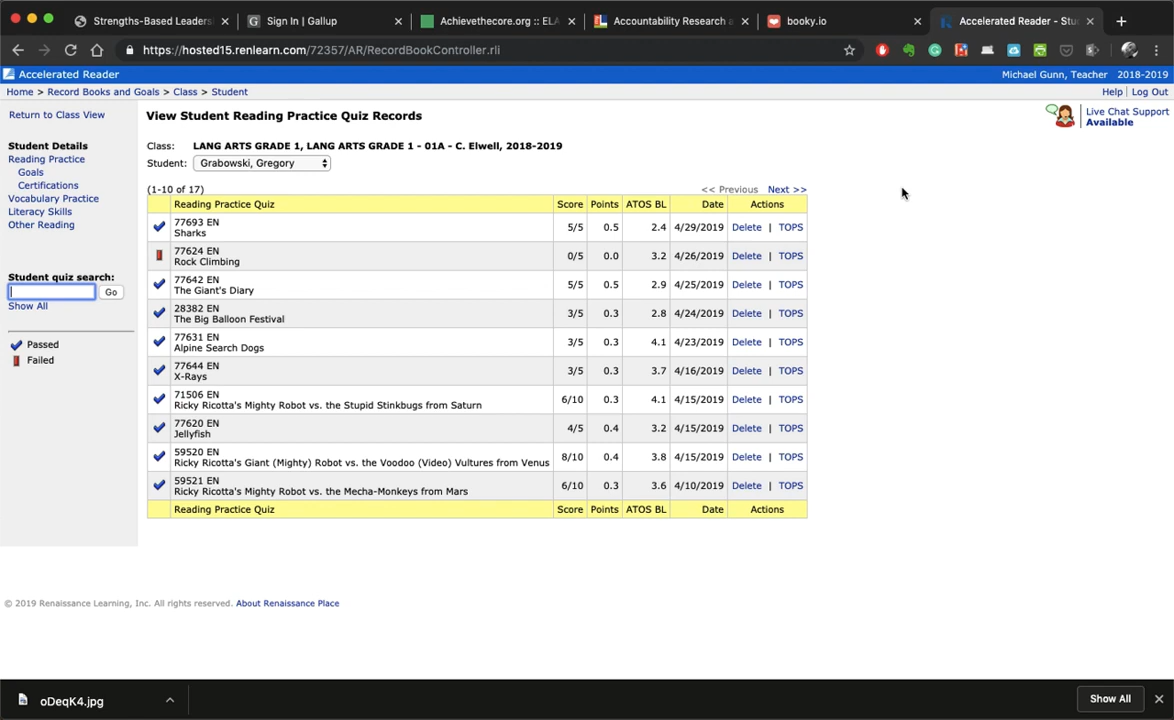 Strengths-Based Leaders
Sign In | Gallup
Achievethecore.org :: ELA
Accountability Research a
booky.io
Accelerated Reader - Stu
https://hosted15.renlearn.com/72357/AR/RecordBookController.rli
Accelerated Reader
Michael Gunn, Teacher 2018-2019
Home > Record Books and Goals > Class > Student
Help | Log Out
Return to Class View
View Student Reading Practice Quiz Records
Live Chat Support
Available
Class: LANG ARTS GRADE 1, LANG ARTS GRADE 1 - 01A - C. Elwell, 2018-2019
Student: Grabowski, Gregory
Student Details
Reading Practice
Goals
Certifications
Vocabulary Practice
Literacy Skills
Other Reading
Student quiz search:
Go
Show All
Passed
Failed
(1-10 of 17) << Previous Next >>
Reading Practice Quiz Score Points ATOS BL Date Actions
77693 EN
Sharks 5/5 0.5 2.4 4/29/2019 Delete | TOPS
77624 EN
Rock Climbing 0/5 0.0 3.2 4/26/2019 Delete | TOPS
77642 EN
The Giant's Diary 5/5 0.5 2.9 4/25/2019 Delete | TOPS
28382 EN
The Big Balloon Festival 3/5 0.3 2.8 4/24/2019 Delete | TOPS
77631 EN
Alpine Search Dogs 3/5 0.3 4.1 4/23/2019 Delete | TOPS
77644 EN
X-Rays 3/5 0.3 3.7 4/16/2019 Delete | TOPS
71506 EN
Ricky Ricotta's Mighty Robot vs. the Stupid Stinkbugs from Saturn 6/10 0.3 4.1 4/15/2019 Delete | TOPS
77620 EN
Jellyfish 4/5 0.4 3.2 4/15/2019 Delete | TOPS
59520 EN
Ricky Ricotta's Giant (Mighty) Robot vs. the Voodoo (Video) Vultures from Venus 8/10 0.4 3.8 4/15/2019 Delete | TOPS
59521 EN
Ricky Ricotta's Mighty Robot vs. the Mecha-Monkeys from Mars 6/10 0.3 3.6 4/10/2019 Delete | TOPS
Reading Practice Quiz Score Points ATOS BL Date Actions
© 2019 Renaissance Learning, Inc. All rights reserved. About Renaissance Place
oDeqK4.jpg
Show All